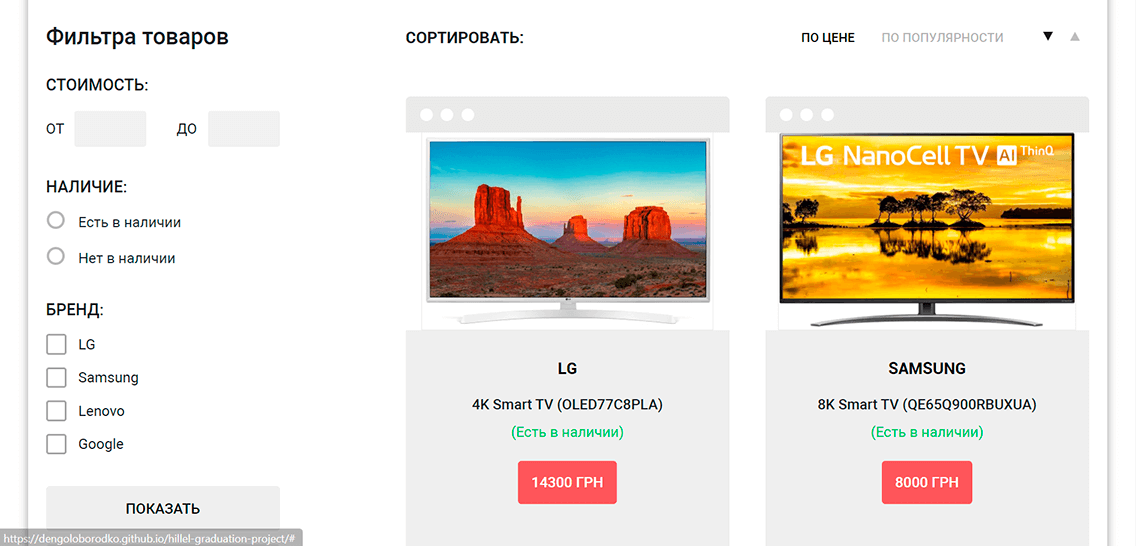 Фильтра товаров
СТОИМОСТЬ:
ОТ ДО
НАЛИЧИЕ:
Есть в наличии
Нет в наличии
БРЕНД:
LG
Samsung
Lenovo
Google
ПОКАЗАТЬ
СОРТИРОВАТЬ: ПО ЦЕНЕ ПО ПОПУЛЯРНОСТИ ▼ ▲
LG
4K Smart TV (OLED77C8PLA)
(Есть в наличии)
14300 ГРН
LG NanoCell TV AI ThinQ
SAMSUNG
8K Smart TV (QE65Q900RBUXUA)
(Есть в наличии)
8000 ГРН
https://dengoloborodko.github.io/hillel-graduation-project/#